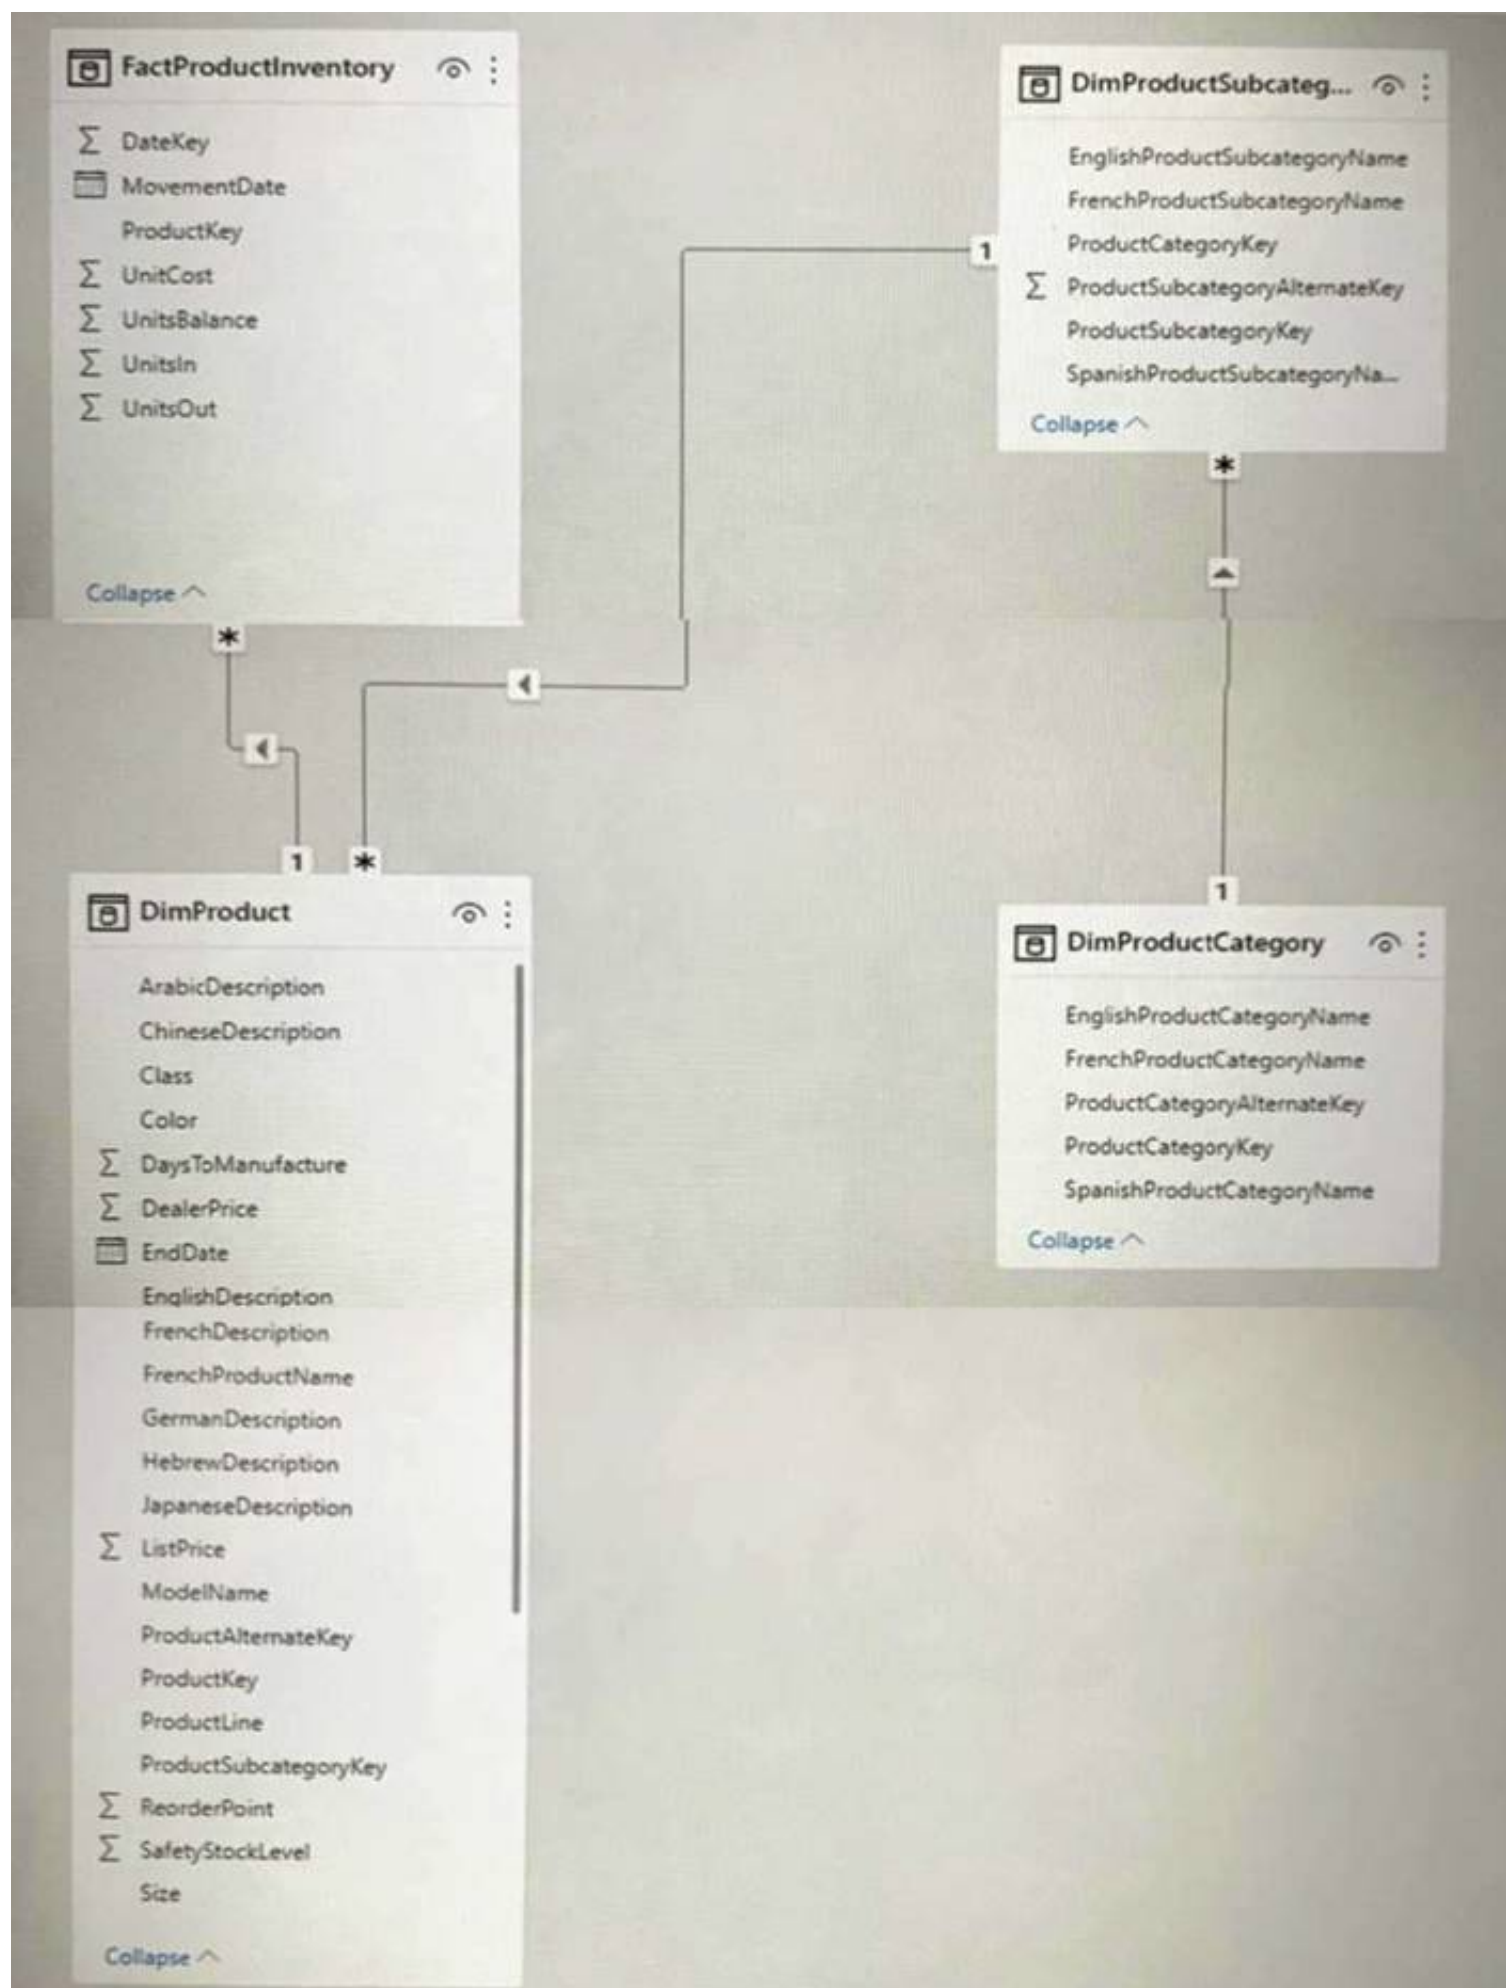 FactProductInventory
DateKey
MovementDate
ProductKey
UnitCost
UnitsBalance
UnitsIn
UnitsOut
Collapse
DimProductSubcateg...
EnglishProductSubcategoryName
FrenchProductSubcategoryName
ProductCategoryKey
ProductSubcategoryAlternateKey
ProductSubcategoryKey
SpanishProductSubcategoryNa...
Collapse
1
*
*
1
*
1
DimProduct
ArabicDescription
ChineseDescription
Class
Color
DaysToManufacture
DealerPrice
EndDate
EnglishDescription
FrenchDescription
FrenchProductName
GermanDescription
HebrewDescription
JapaneseDescription
ListPrice
ModelName
ProductAlternateKey
ProductKey
ProductLine
ProductSubcategoryKey
ReorderPoint
SafetyStockLevel
Size
Collapse
DimProductCategory
EnglishProductCategoryName
FrenchProductCategoryName
ProductCategoryAlternateKey
ProductCategoryKey
SpanishProductCategoryName
Collapse